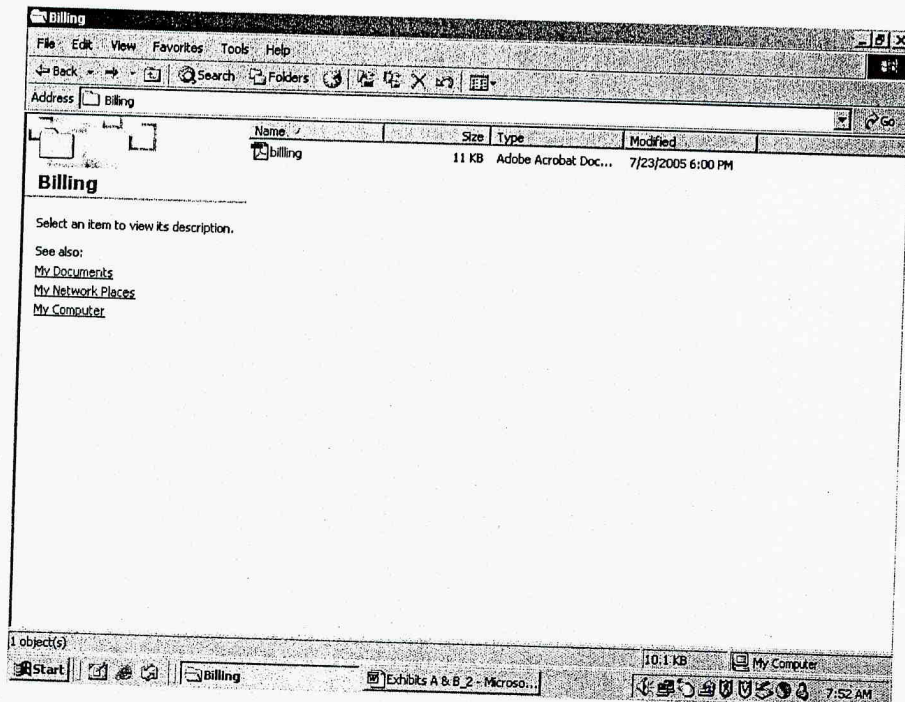 Billing
File Edit View Favorites Tools Help
Back Search Folders
Address Billing Go
Name Size Type Modified
billling 11 KB Adobe Acrobat Doc... 7/23/2005 6:00 PM
Billing
Select an item to view its description.
See also:
My Documents
My Network Places
My Computer
1 object(s) 10.1 KB My Computer
Start Billing Exhibits A & B_2 - Microso... 7:52 AM